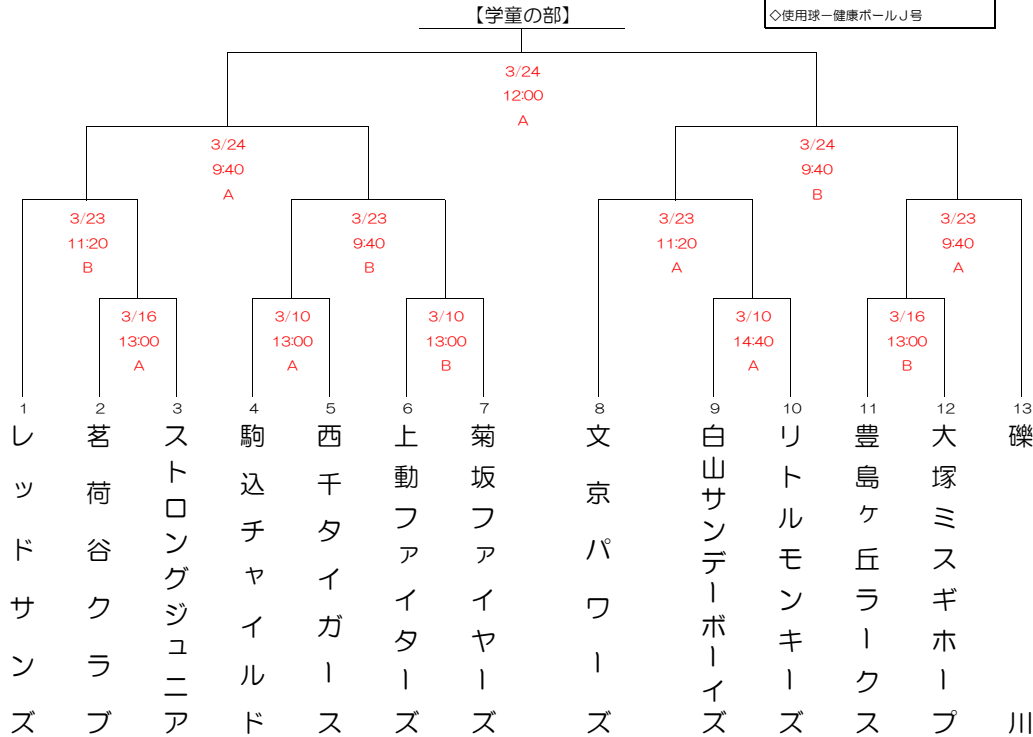 【学童の部】
◇使用球－健康ボールJ号
3/24
12:00
A
3/24
9:40
A
3/24
9:40
B
3/23
11:20
B
3/23
9:40
B
3/23
11:20
A
3/23
9:40
A
3/16
13:00
A
3/10
13:00
A
3/10
13:00
B
3/10
14:40
A
3/16
13:00
B
1
レッドサンズ
2
茗荷谷クラブ
3
ストロングジュニア
4
駒込チャイルド
5
西千タイガース
6
上動ファイターズ
7
菊坂ファイヤーズ
8
文京パワーズ
9
白山サンデーボーイズ
10
リトルモンキーズ
11
豊島ヶ丘ラークス
12
大塚ミスギホープ
13
礫川